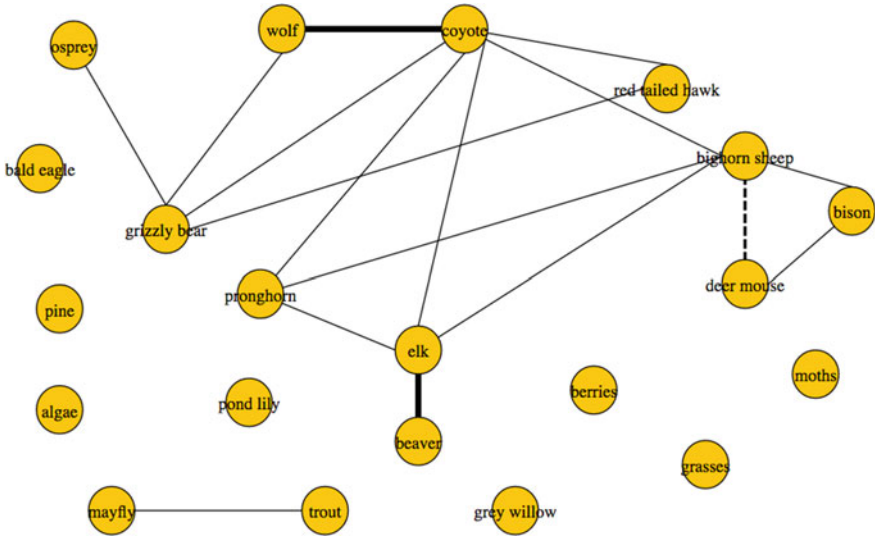 wolf
coyote
osprey
red tailed hawk
bighorn sheep
bald eagle
bison
grizzly bear
deer mouse
pronghorn
pine
elk
moths
berries
pond lily
algae
beaver
grasses
mayfly
trout
grey willow